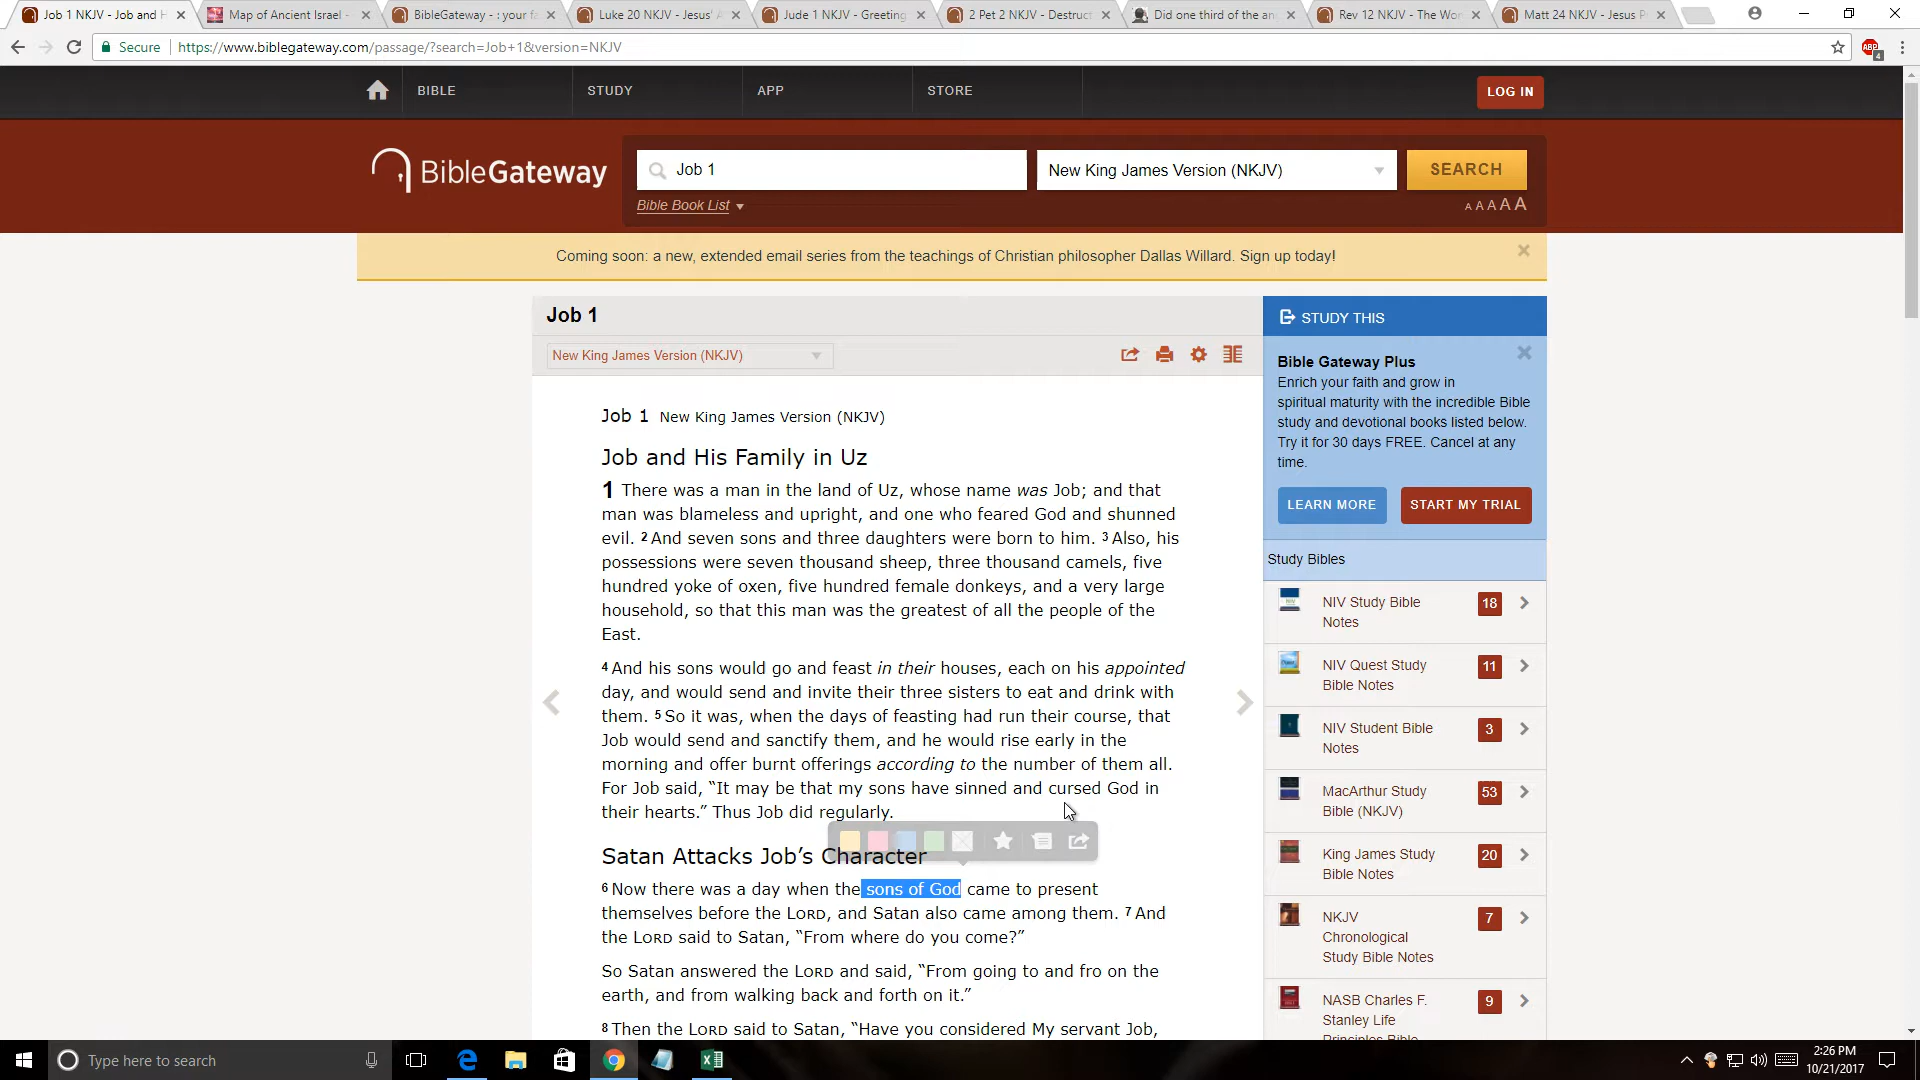 Job 1 NKJV - Job and H
Map of Ancient Israel -
BibleGateway - : your fa
Luke 20 NKJV - Jesus' A
Jude 1 NKJV - Greeting
2 Pet 2 NKJV - Destruct
Did one third of the an
Rev 12 NKJV - The Wom
Matt 24 NKJV - Jesus P
Secure https://www.biblegateway.com/passage/?search=Job+1&version=NKJV
ABP
4
BIBLE STUDY APP STORE LOG IN
BibleGateway
Job 1
New King James Version (NKJV)
SEARCH
Bible Book List
A A A A A
Coming soon: a new, extended email series from the teachings of Christian philosopher Dallas Willard. Sign up today!
Job 1
New King James Version (NKJV)
Job 1 New King James Version (NKJV)
Job and His Family in Uz
1 There was a man in the land of Uz, whose name was Job; and that
man was blameless and upright, and one who feared God and shunned
evil. 2 And seven sons and three daughters were born to him. 3 Also, his
possessions were seven thousand sheep, three thousand camels, five
hundred yoke of oxen, five hundred female donkeys, and a very large
household, so that this man was the greatest of all the people of the
East.
4 And his sons would go and feast in their houses, each on his appointed
day, and would send and invite their three sisters to eat and drink with
them. 5 So it was, when the days of feasting had run their course, that
Job would send and sanctify them, and he would rise early in the
morning and offer burnt offerings according to the number of them all.
For Job said, “It may be that my sons have sinned and cursed God in
their hearts.” Thus Job did regularly.
Satan Attacks Job’s Character
6 Now there was a day when the sons of God came to present
themselves before the LORD, and Satan also came among them. 7 And
the LORD said to Satan, “From where do you come?”
So Satan answered the LORD and said, “From going to and fro on the
earth, and from walking back and forth on it.”
8 Then the LORD said to Satan, “Have you considered My servant Job,
STUDY THIS
Bible Gateway Plus
Enrich your faith and grow in
spiritual maturity with the incredible Bible
study and devotional books listed below.
Try it for 30 days FREE. Cancel at any
time.
LEARN MORE START MY TRIAL
Study Bibles
NIV Study Bible
Notes
18
NIV Quest Study
Bible Notes
11
NIV Student Bible
Notes
3
MacArthur Study
Bible (NKJV)
53
King James Study
Bible Notes
20
NKJV
Chronological
Study Bible Notes
7
NASB Charles F.
Stanley Life
Principles Bible
9
Type here to search
2:26 PM
10/21/2017